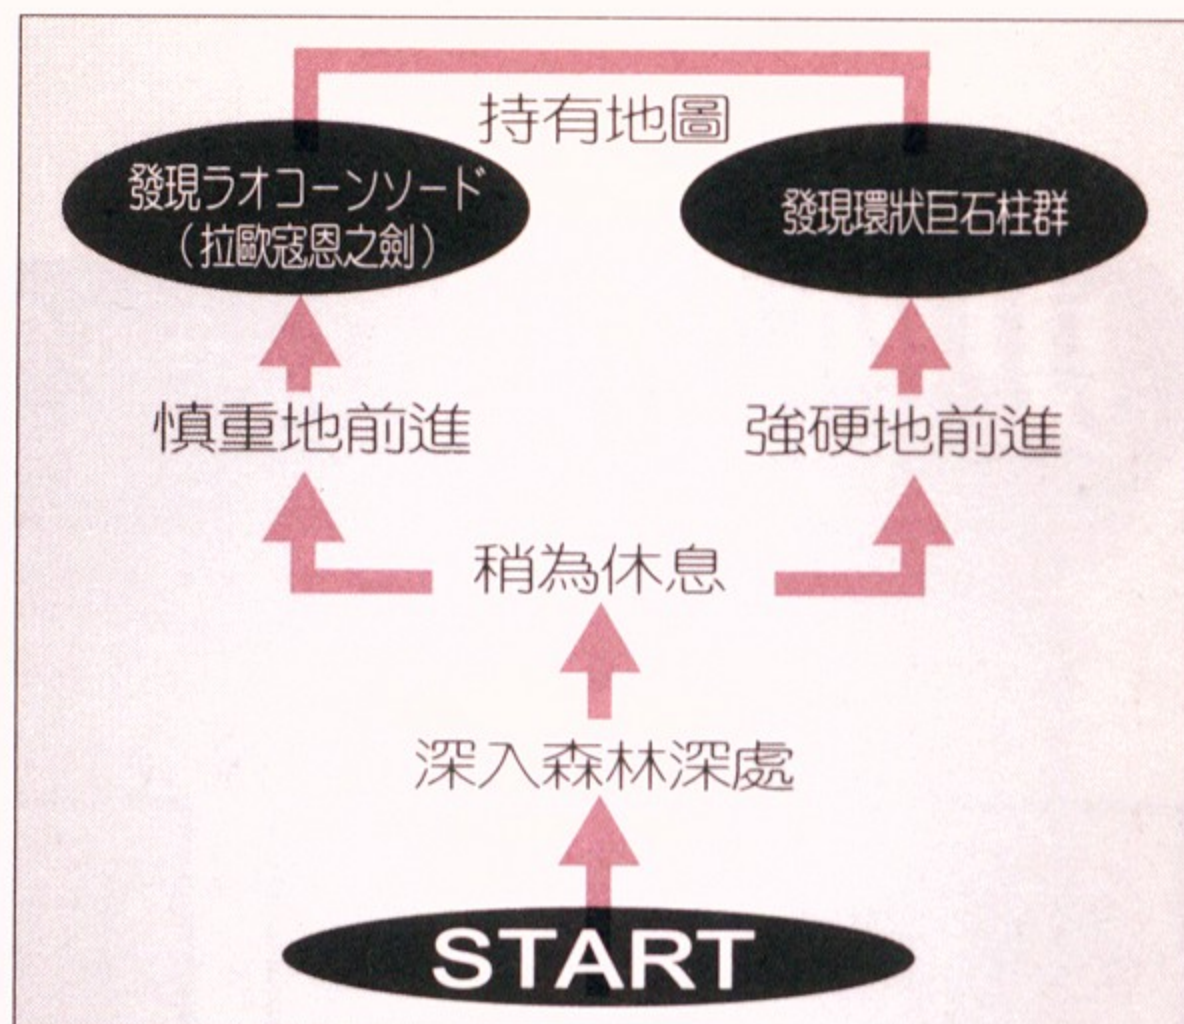 持有地圖
發現ラオコーンソード
（拉歐寇恩之劍）
發現環狀巨石柱群
慎重地前進
強硬地前進
稍為休息
深入森林深處
START